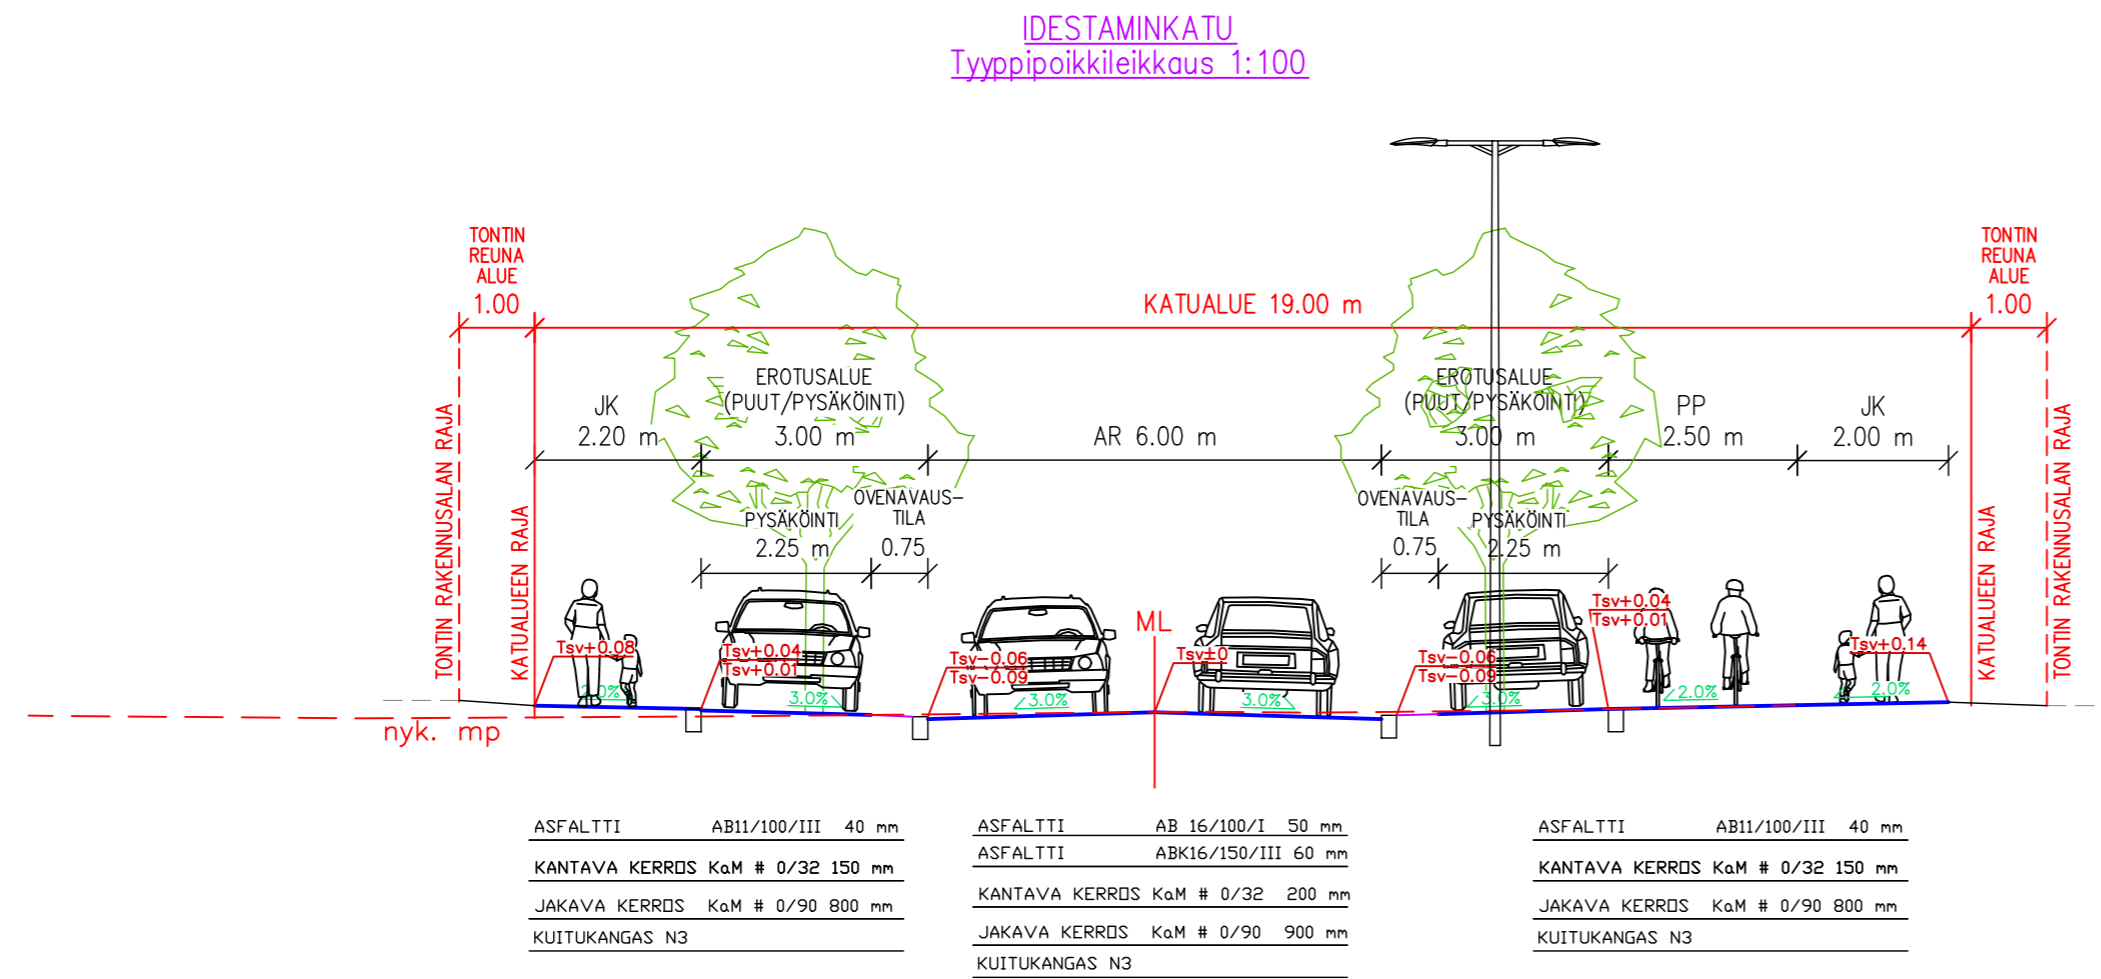 IDESTAMINKATU
Tyyppipoikkileikkaus 1:100
TONTIN
REUNA
ALUE
1.00
KATUALUE 19.00 m
TONTIN
REUNA
ALUE
1.00
TONTIN RAKENNUSALAN RAJA
KATUALUEEN RAJA
JK
2.20 m
EROTUSALUE
(PUUT/PYSÄKÖINTI)
3.00 m
AR 6.00 m
EROTUSALUE
(PUUT/PYSÄKÖINTI)
3.00 m
PP
2.50 m
JK
2.00 m
KATUALUEEN RAJA
TONTIN RAKENNUSALAN RAJA
PYSÄKÖINTI
2.25 m
OVENAVAUS-
TILA
0.75
OVENAVAUS-
TILA
0.75
PYSÄKÖINTI
2.25 m
ML
Tsv+0.08
Tsv+0.04
Tsv+0.01
Tsv-0.06
Tsv-0.09
Tsv±0
Tsv-0.06
Tsv-0.09
Tsv+0.04
Tsv+0.01
Tsv+0.14
2.0%
3.0%
3.0%
3.0%
3.0%
2.0%
2.0%
nyk. mp
ASFALTTI AB11/100/III 40 mm
KANTAVA KERROS KaM # 0/32 150 mm
JAKAVA KERROS KaM # 0/90 800 mm
KUITUKANGAS N3
ASFALTTI AB 16/100/I 50 mm
ASFALTTI ABK16/150/III 60 mm
KANTAVA KERROS KaM # 0/32 200 mm
JAKAVA KERROS KaM # 0/90 900 mm
KUITUKANGAS N3
ASFALTTI AB11/100/III 40 mm
KANTAVA KERROS KaM # 0/32 150 mm
JAKAVA KERROS KaM # 0/90 800 mm
KUITUKANGAS N3